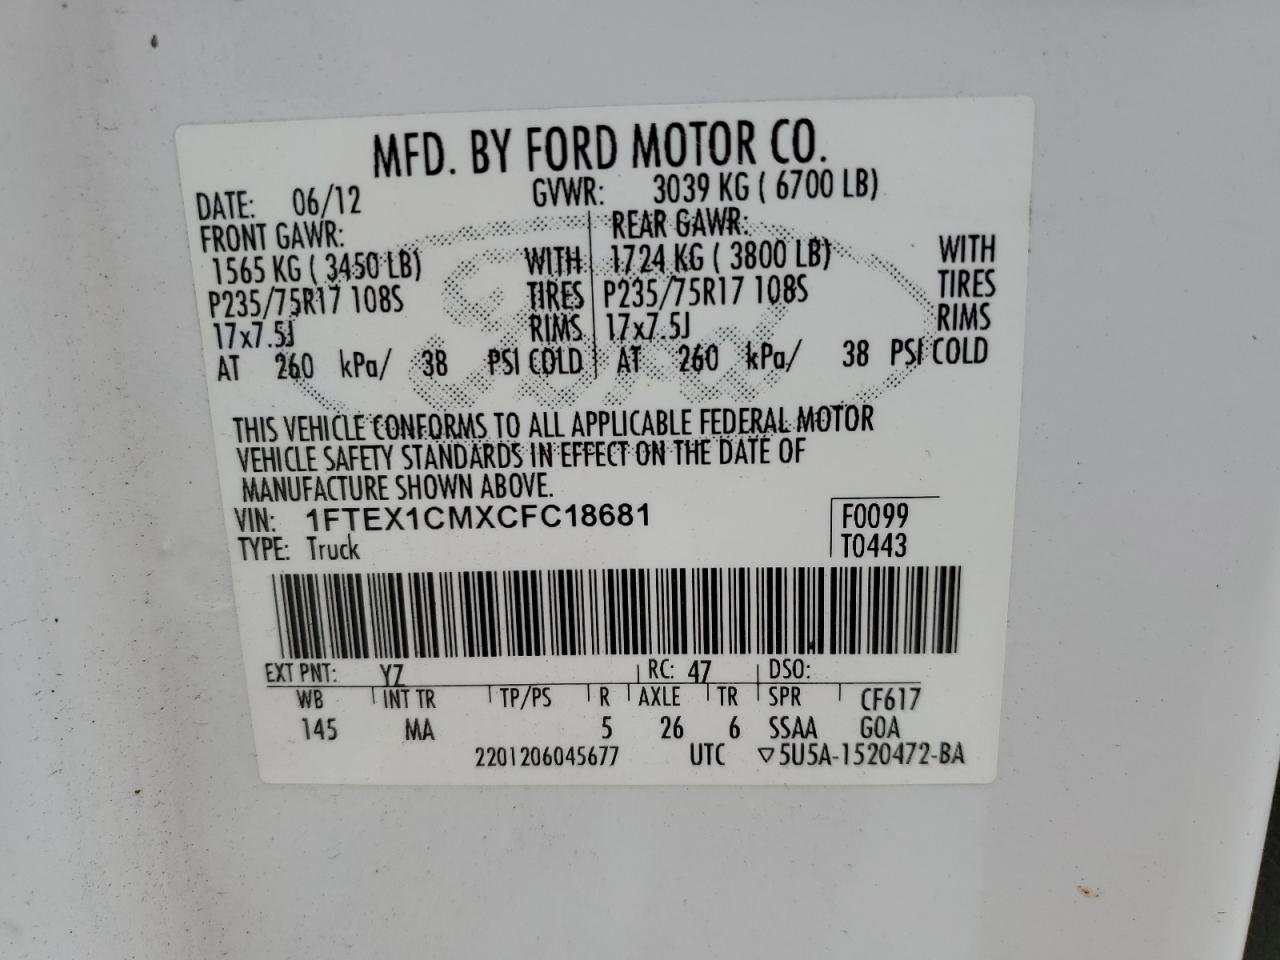 MFD. BY FORD MOTOR CO.
DATE: 06/12 GVWR: 3039 KG ( 6700 LB)
FRONT GAWR: REAR GAWR:
1565 KG ( 3450 LB) WITH 1724 KG ( 3800 LB) WITH
P235/75R17 108S TIRES P235/75R17 108S TIRES
17x7.5J RIMS 17x7.5J RIMS
AT 260 kPa/ 38 PSI COLD AT 260 kPa/ 38 PSI COLD
Ford
THIS VEHICLE CONFORMS TO ALL APPLICABLE FEDERAL MOTOR
VEHICLE SAFETY STANDARDS IN EFFECT ON THE DATE OF
MANUFACTURE SHOWN ABOVE.
VIN: 1FTEX1CMXCFC18681 F0099
TYPE: Truck T0443
EXT PNT: YZ RC: 47 DSO:
WB INT TR TP/PS R AXLE TR SPR CF617
145 MA 5 26 6 SSAA GOA
2201206045677 UTC ▽5U5A-1520472-BA